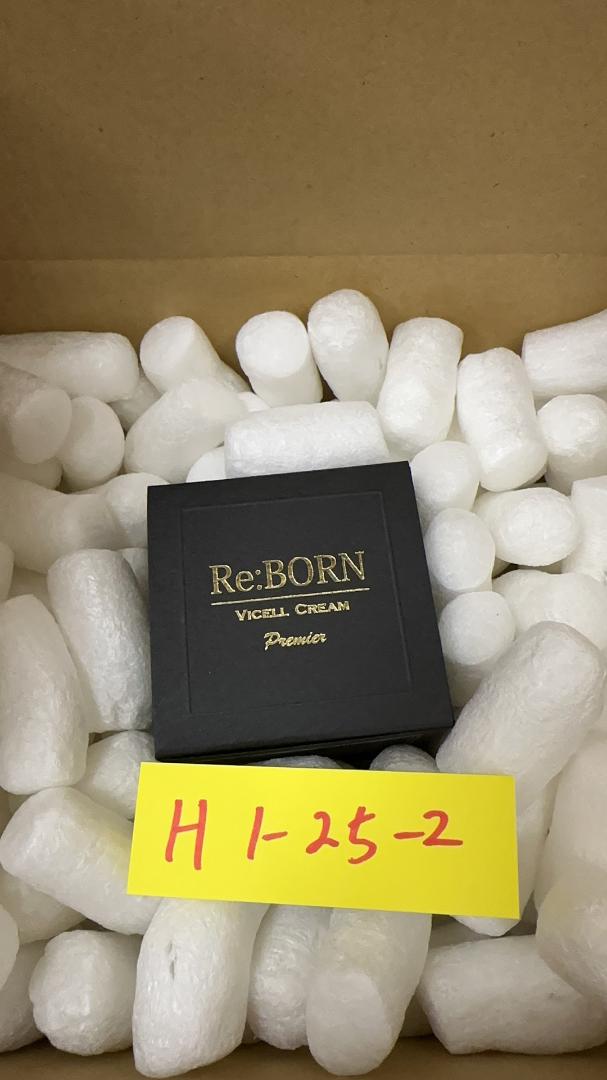 Re:BORN
VICELL CREAM
Premier
H 1-25-2